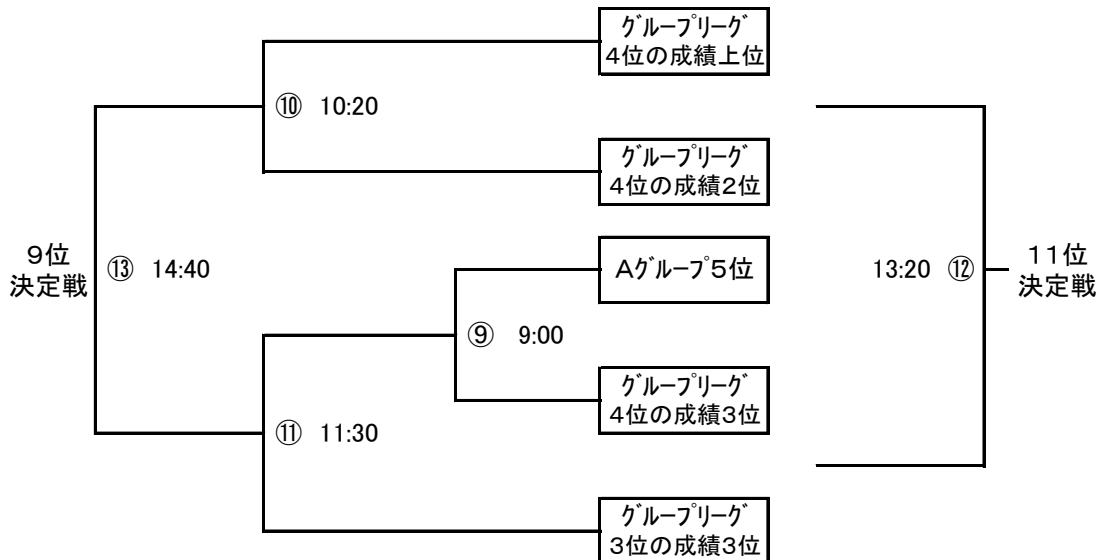 ｸﾞﾙｰﾌﾟﾘｰｸﾞ
４位の成績上位
⑩ 10:20
ｸﾞﾙｰﾌﾟﾘｰｸﾞ
４位の成績２位
９位
決定戦
⑬ 14:40
Ａｸﾞﾙｰﾌﾟ５位
13:20 ⑫
１１位
決定戦
⑨ 9:00
ｸﾞﾙｰﾌﾟﾘｰｸﾞ
４位の成績３位
⑪ 11:30
ｸﾞﾙｰﾌﾟﾘｰｸﾞ
３位の成績３位